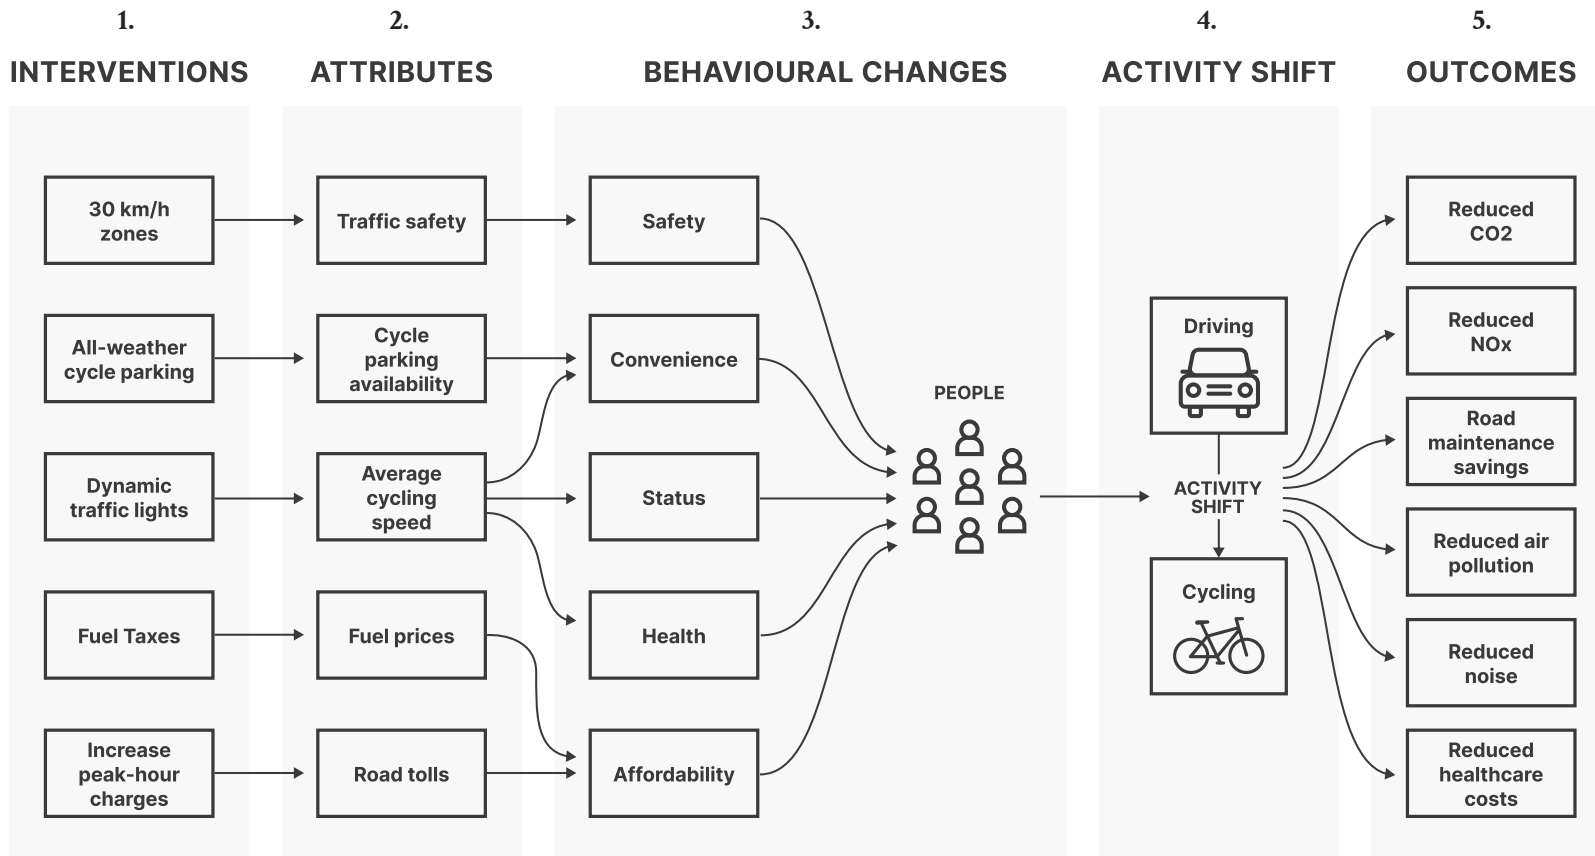 1.
INTERVENTIONS
30 km/h
zones
All-weather
cycle parking
Dynamic
traffic lights
Fuel Taxes
Increase
peak-hour
charges
2.
ATTRIBUTES
Traffic safety
Cycle
parking
availability
Average
cycling
speed
Fuel prices
Road tolls
3.
BEHAVIOURAL CHANGES
Safety
Convenience
Status
Health
Affordability
PEOPLE
4.
ACTIVITY SHIFT
Driving
ACTIVITY
SHIFT
Cycling
5.
OUTCOMES
Reduced
CO2
Reduced
NOx
Road
maintenance
savings
Reduced air
pollution
Reduced
noise
Reduced
healthcare
costs